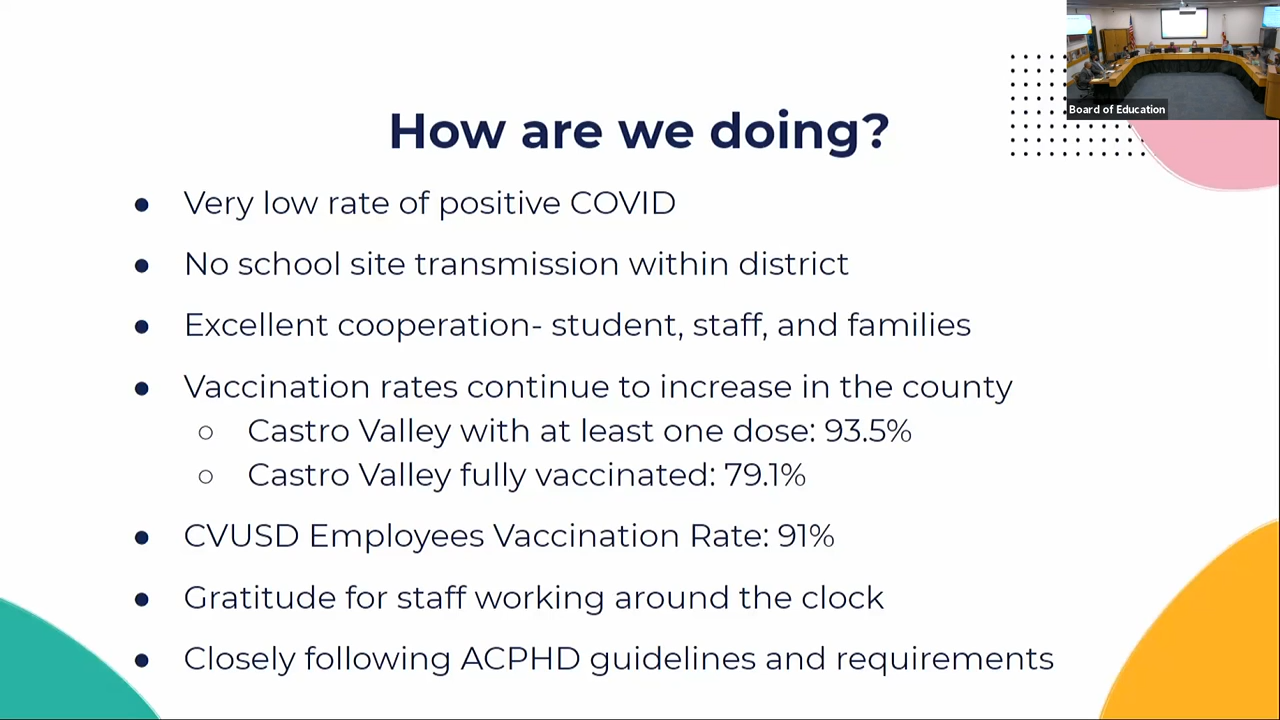 Board of Education
How are we doing?
● Very low rate of positive COVID
● No school site transmission within district
● Excellent cooperation- student, staff, and families
● Vaccination rates continue to increase in the county
○ Castro Valley with at least one dose: 93.5%
○ Castro Valley fully vaccinated: 79.1%
● CVUSD Employees Vaccination Rate: 91%
● Gratitude for staff working around the clock
● Closely following ACPHD guidelines and requirements